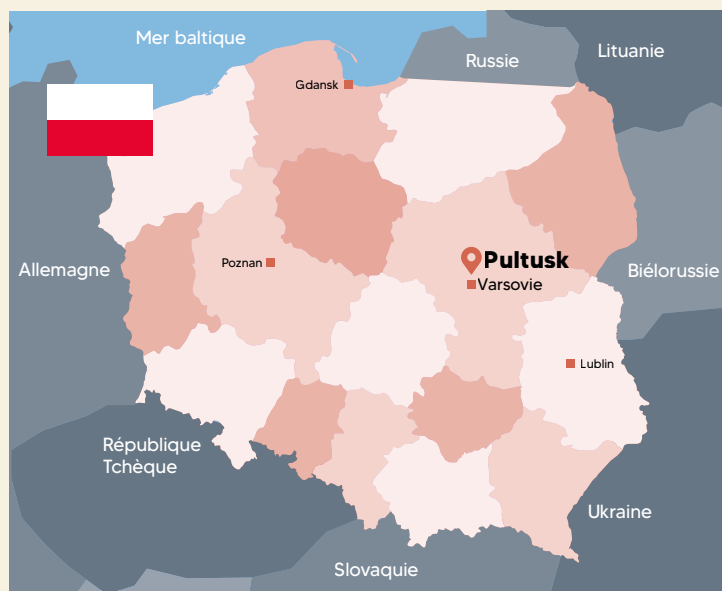 Mer baltique
Lituanie
Russie
Gdansk
Allemagne
Poznan
Pultusk
Varsovie
Biélorussie
Lublin
République
Tchèque
Ukraine
Slovaquie